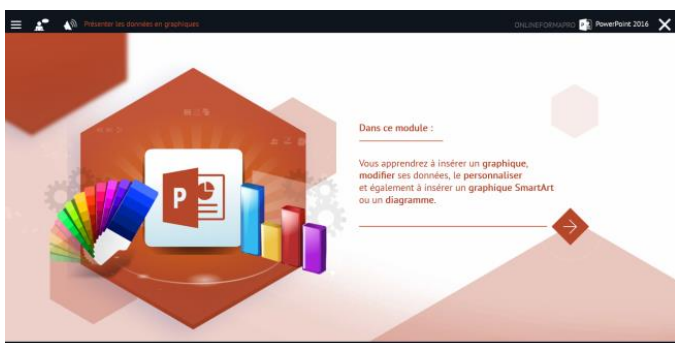 Présenter les données en graphiques
ONLINEFORMAPRO PowerPoint 2016
P
Dans ce module :
Vous apprendrez à insérer un graphique,
modifier ses données, le personnaliser
et également à insérer un graphique SmartArt
ou un diagramme.